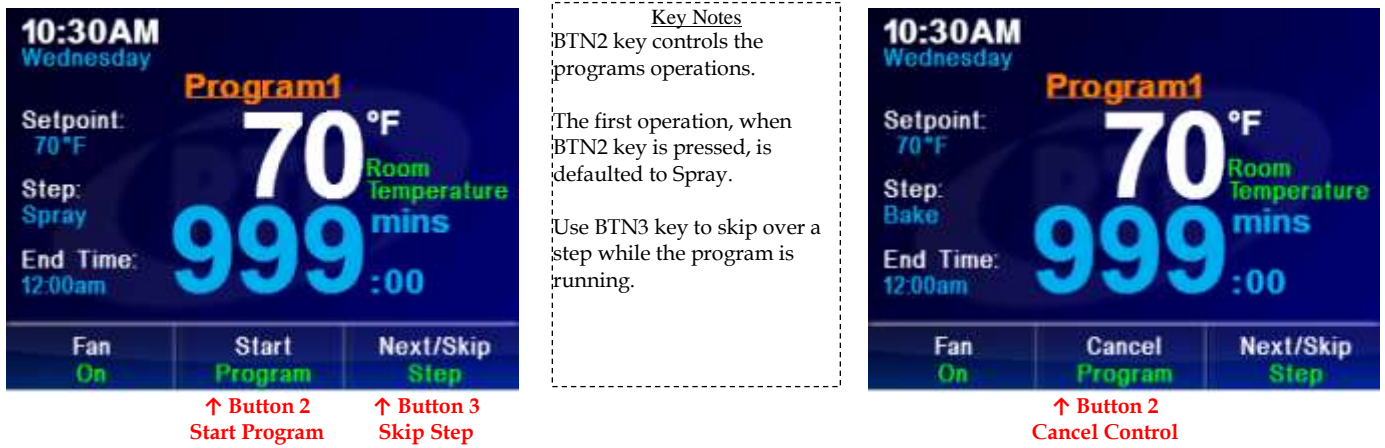 10:30AM
Wednesday
Program1
Setpoint:
70°F
70°F
Room
Temperature
Step:
Spray
999 mins
:00
End Time:
12:00am
Fan
On
Start
Program
Next/Skip
Step
↑ Button 2
Start Program
↑ Button 3
Skip Step
Key Notes
BTN2 key controls the
programs operations.
The first operation, when
BTN2 key is pressed, is
defaulted to Spray.
Use BTN3 key to skip over a
step while the program is
running.
10:30AM
Wednesday
Program1
Setpoint:
70°F
70°F
Room
Temperature
Step:
Bake
999 mins
:00
End Time:
12:00am
Fan
On
Cancel
Program
Next/Skip
Step
↑ Button 2
Cancel Control